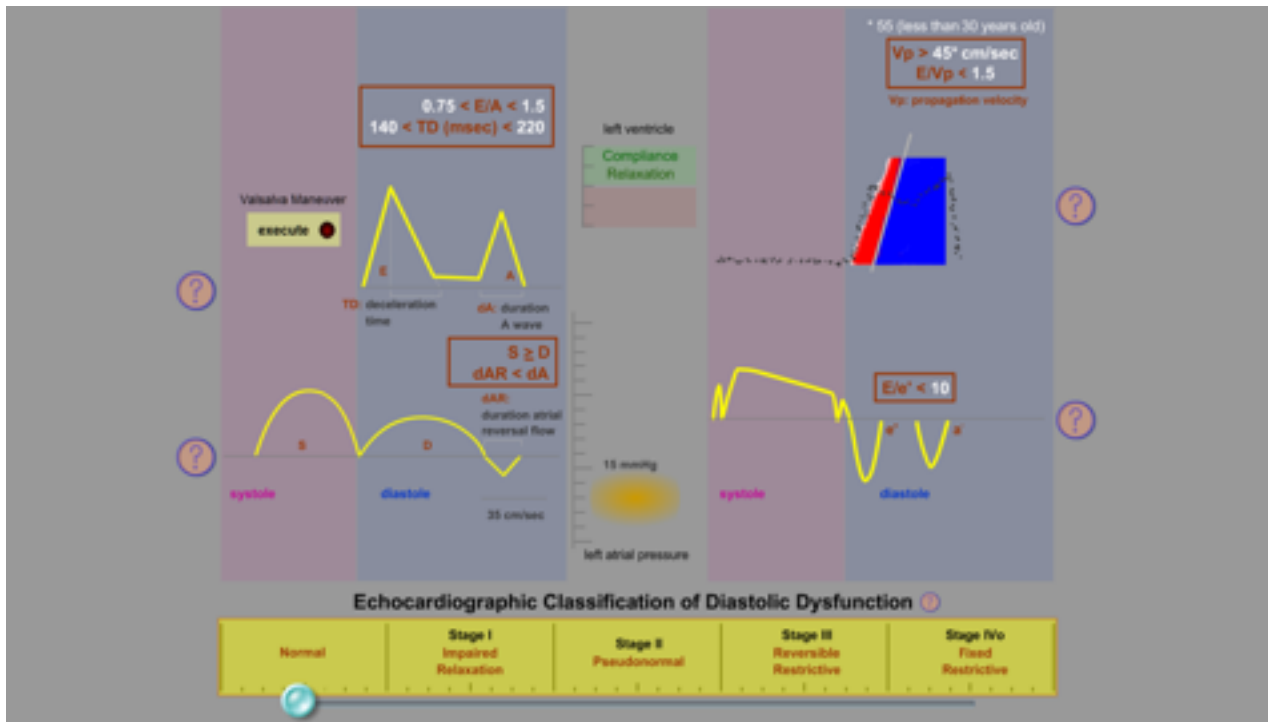 * 55 (less than 30 years old)
Vp > 45* cm/sec
E/Vp < 1.5
Vp: propagation velocity
0.75 < E/A < 1.5
140 < TD (msec) < 220
left ventricle
Compliance
Relaxation
Valsalva Maneuver
execute
E
A
TD: deceleration
time
dA: duration
A wave
?
?
S ≥ D
dAR < dA
dAR:
duration atrial
reversal flow
E/e' < 10
?
?
S
D
e'
a'
15 mmHg
systole
diastole
systole
diastole
35 cm/sec
left atrial pressure
Echocardiographic Classification of Diastolic Dysfunction ?
Normal
Stage I
Impaired
Relaxation
Stage II
Pseudonormal
Stage III
Reversible
Restrictive
Stage IVo
Fixed
Restrictive